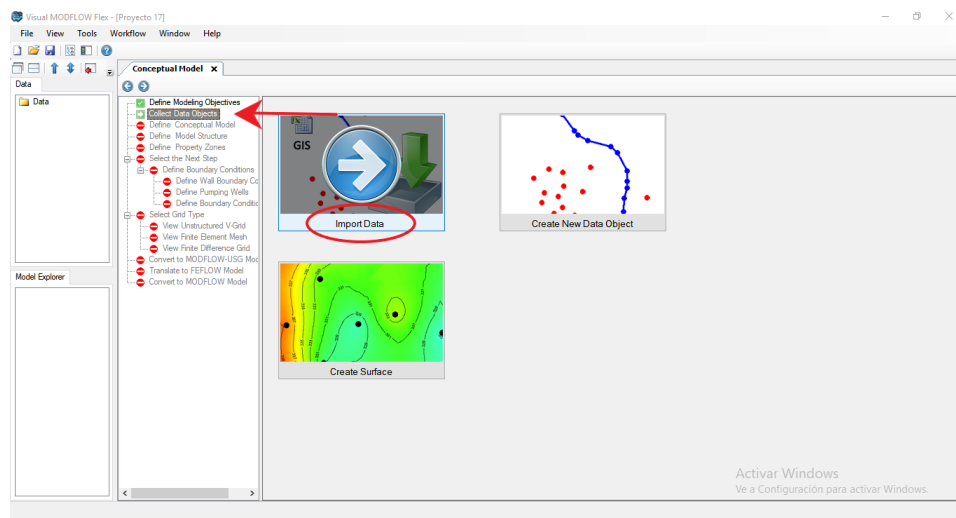 Visual MODFLOW Flex - [Proyecto 17]
File View Tools Workflow Window Help
Data
Data
Model Explorer
Conceptual Model X
Define Modeling Objectives
Collect Data Objects
Define Conceptual Model
Define Model Structure
Define Property Zones
Select the Next Step
Define Boundary Conditions
Define Wall Boundary Cc
Define Pumping Wells
Define Boundary Conditic
Select Grid Type
View Unstructured V-Grid
View Finite Element Mesh
View Finite Difference Grid
Convert to MODFLOW-USG Moc
Translate to FEFLOW Model
Convert to MODFLOW Model
GIS
Import Data
Create New Data Object
Create Surface
Activar Windows
Ve a Configuración para activar Windows.